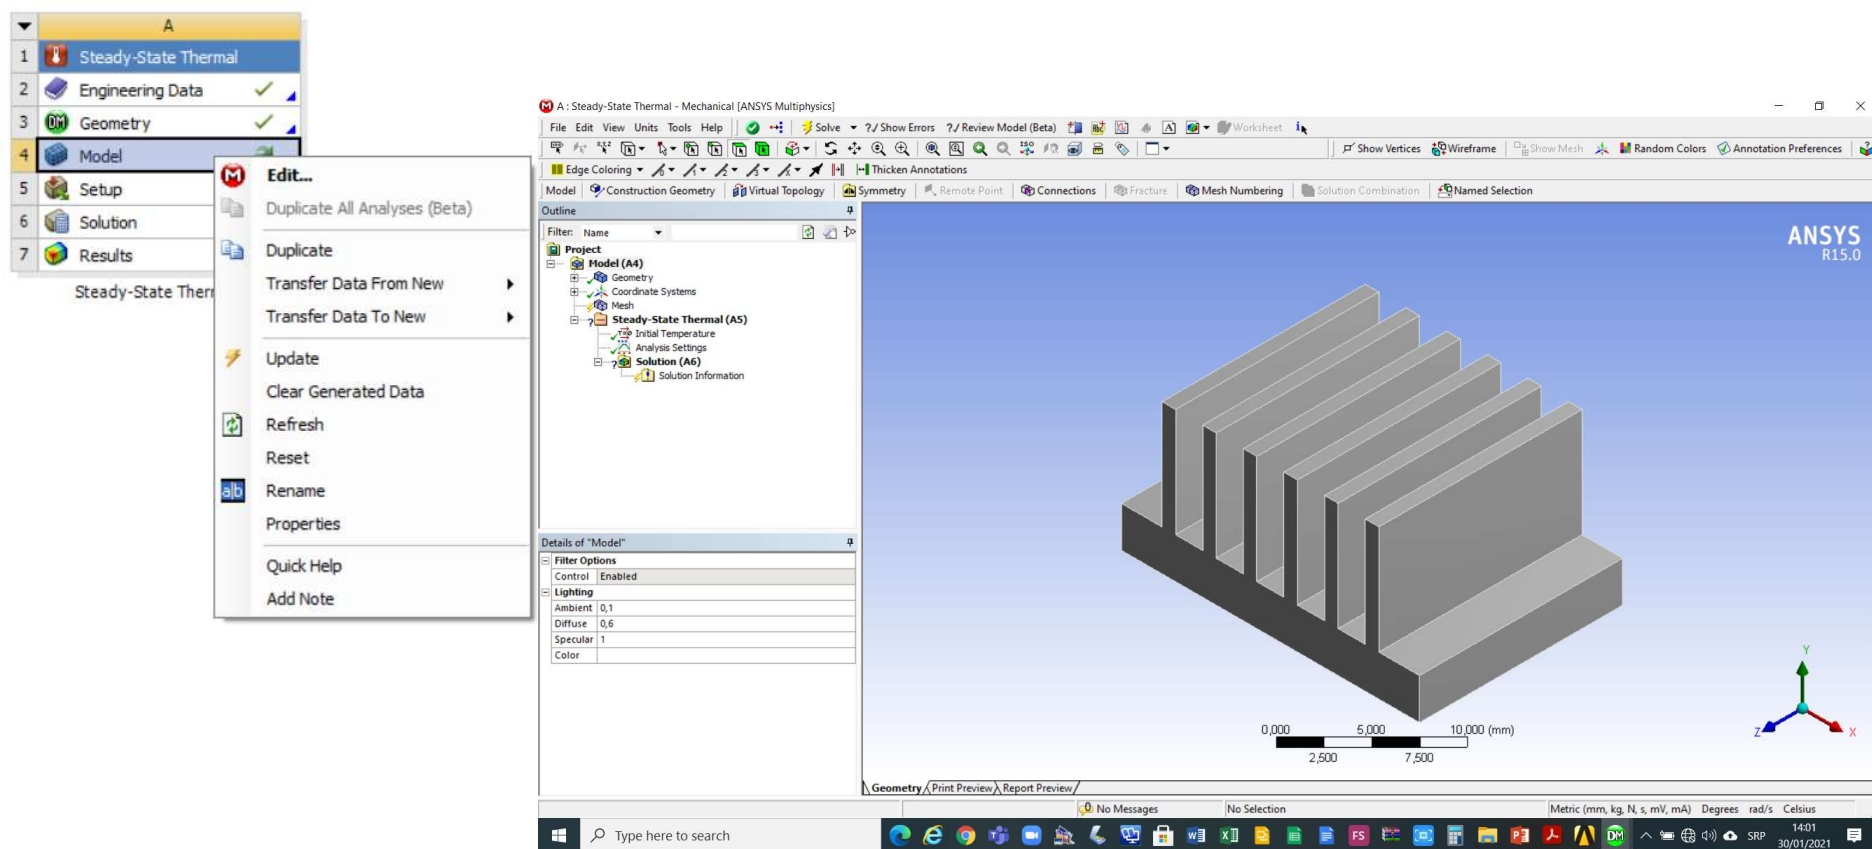 A
1 Steady-State Thermal
2 Engineering Data
3 Geometry
4 Model
5 Setup
6 Solution
7 Results
Steady-State Ther
Edit...
Duplicate All Analyses (Beta)
Duplicate
Transfer Data From New
Transfer Data To New
Update
Clear Generated Data
Refresh
Reset
Rename
Properties
Quick Help
Add Note
A : Steady-State Thermal - Mechanical [ANSYS Multiphysics]
File Edit View Units Tools Help Solve ?/ Show Errors ?/ Review Model (Beta) Worksheet
Show Vertices Wireframe Show Mesh Random Colors Annotation Preferences
Edge Coloring Thicken Annotations
Model Construction Geometry Virtual Topology Symmetry Remote Point Connections Fracture Mesh Numbering Solution Combination Named Selection
Outline
Filter: Name
Project
Model (A4)
Geometry
Coordinate Systems
Mesh
Steady-State Thermal (A5)
Initial Temperature
Analysis Settings
Solution (A6)
Solution Information
Details of "Model"
Filter Options
Control Enabled
Lighting
Ambient 0,1
Diffuse 0,6
Specular 1
Color
ANSYS
R15.0
Y
Z X
0,000 5,000 10,000 (mm)
2,500 7,500
Geometry Print Preview Report Preview
No Messages No Selection Metric (mm, kg, N, s, mV, mA) Degrees rad/s Celsius
Type here to search
SRP
14:01
30/01/2021